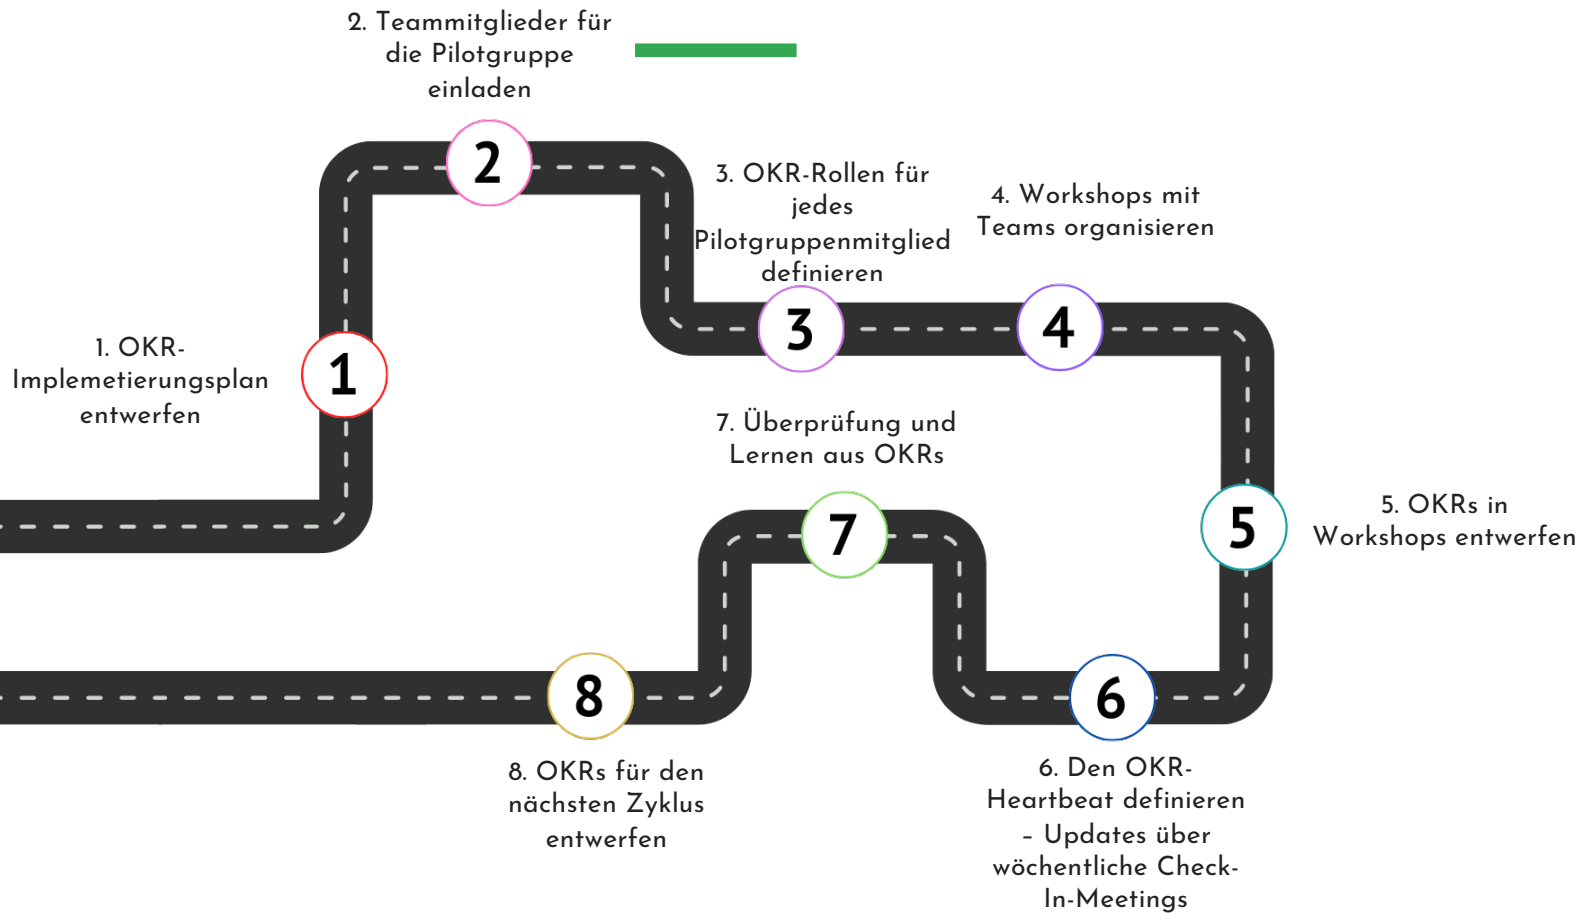 2. Teammitglieder für
die Pilotgruppe
einladen
2
3. OKR-Rollen für
jedes
Pilotgruppenmitglied
definieren
4. Workshops mit
Teams organisieren
3
4
1. OKR-
Implemetierungsplan
entwerfen
1
7. Überprüfung und
Lernen aus OKRs
7
5
5. OKRs in
Workshops entwerfen
8
6
8. OKRs für den
nächsten Zyklus
entwerfen
6. Den OKR-
Heartbeat definieren
– Updates über
wöchentliche Check-
In-Meetings